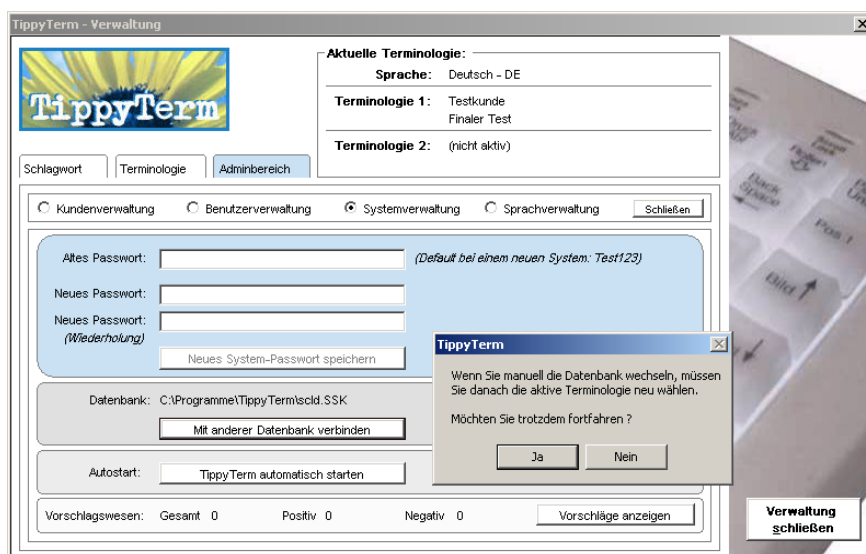 TippyTerm - Verwaltung
TippyTerm
Aktuelle Terminologie:
Sprache: Deutsch - DE
Terminologie 1: Testkunde
Finaler Test
Terminologie 2: (nicht aktiv)
Schlagwort Terminologie Adminbereich
Kundenverwaltung Benutzerverwaltung Systemverwaltung Sprachverwaltung Schließen
Altes Passwort: (Default bei einem neuen System: Test123)
Neues Passwort:
Neues Passwort:
(Wiederholung)
Neues System-Passwort speichern
Datenbank: C:\Programme\TippyTerm\scld.SSK
Mit anderer Datenbank verbinden
Autostart: TippyTerm automatisch starten
Vorschlagswesen: Gesamt 0 Positiv 0 Negativ 0 Vorschläge anzeigen
TippyTerm
Wenn Sie manuell die Datenbank wechseln, müssen
Sie danach die aktive Terminologie neu wählen.
Möchten Sie trotzdem fortfahren ?
Ja Nein
Back
Space
Pos 1
Bild
Verwaltung
schließen